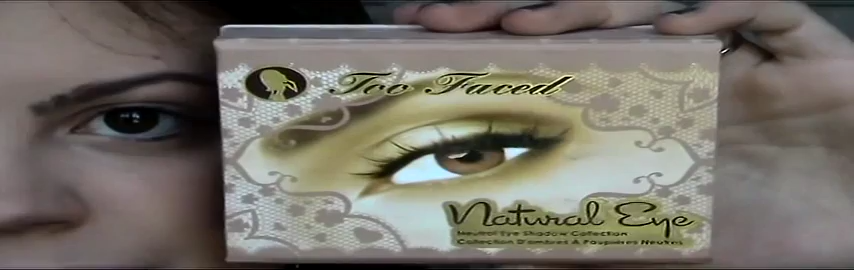 Too Faced
Natural Eye
Neutral Eye Shadow Collection
Collection D'ombres À Paupières Neutres